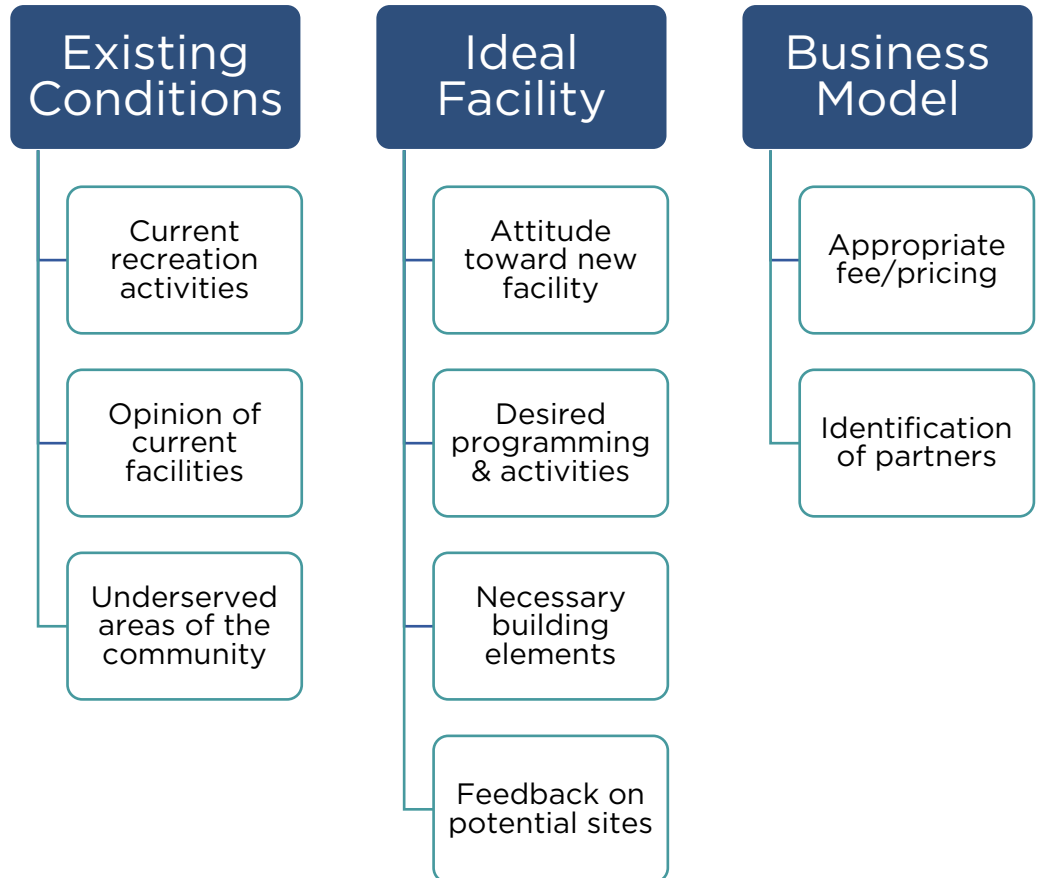 Existing
Conditions
Current
recreation
activities
Opinion of
current
facilities
Underserved
areas of the
community
Ideal
Facility
Attitude
toward new
facility
Desired
programming
& activities
Necessary
building
elements
Feedback on
potential sites
Business
Model
Appropriate
fee/pricing
Identification
of partners